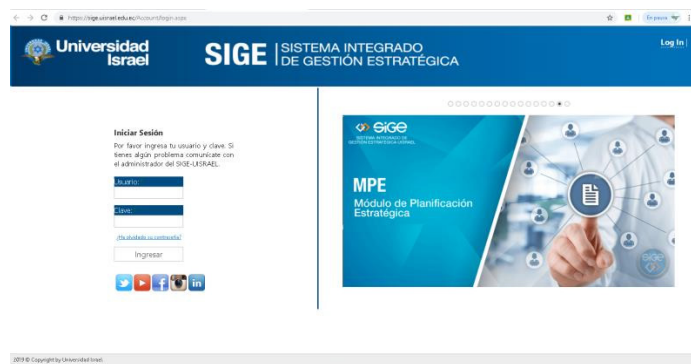 https://sige.uisrael.edu.ec/Account/login.aspx
En pausa
Universidad
Israel
SIGE
SISTEMA INTEGRADO
DE GESTIÓN ESTRATÉGICA
Log In
Iniciar Sesión
Por favor ingresa tu usuario y clave. Si
tienes algún problema comunícate con
el administrador del SIGE-UISRAEL.
Usuario:
Clave:
¿Ha olvidado su contraseña?
Ingresar
SiGe
SISTEMA INTEGRADO DE
GESTIÓN ESTRATÉGICA UISRAEL
MPE
Módulo de Planificación
Estratégica
SiGe
2019 © Copyright by Universidad Israel.